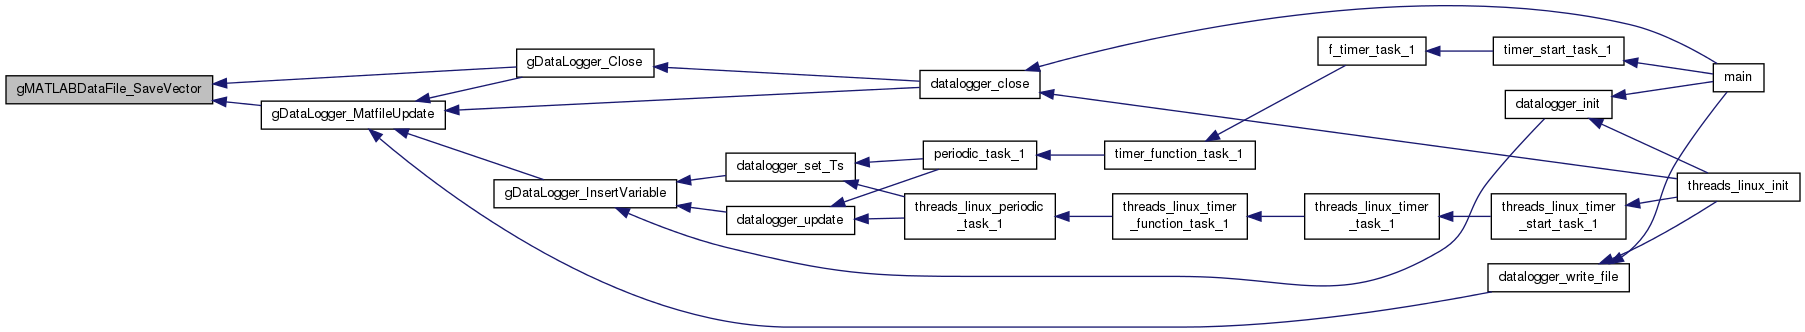 gMATLABDataFile_SaveVector
gDataLogger_Close
gDataLogger_MatfileUpdate
gDataLogger_InsertVariable
datalogger_close
datalogger_set_Ts
datalogger_update
periodic_task_1
threads_linux_periodic
_task_1
timer_function_task_1
threads_linux_timer
_function_task_1
f_timer_task_1
threads_linux_timer
_task_1
timer_start_task_1
datalogger_init
threads_linux_timer
_start_task_1
datalogger_write_file
main
threads_linux_init